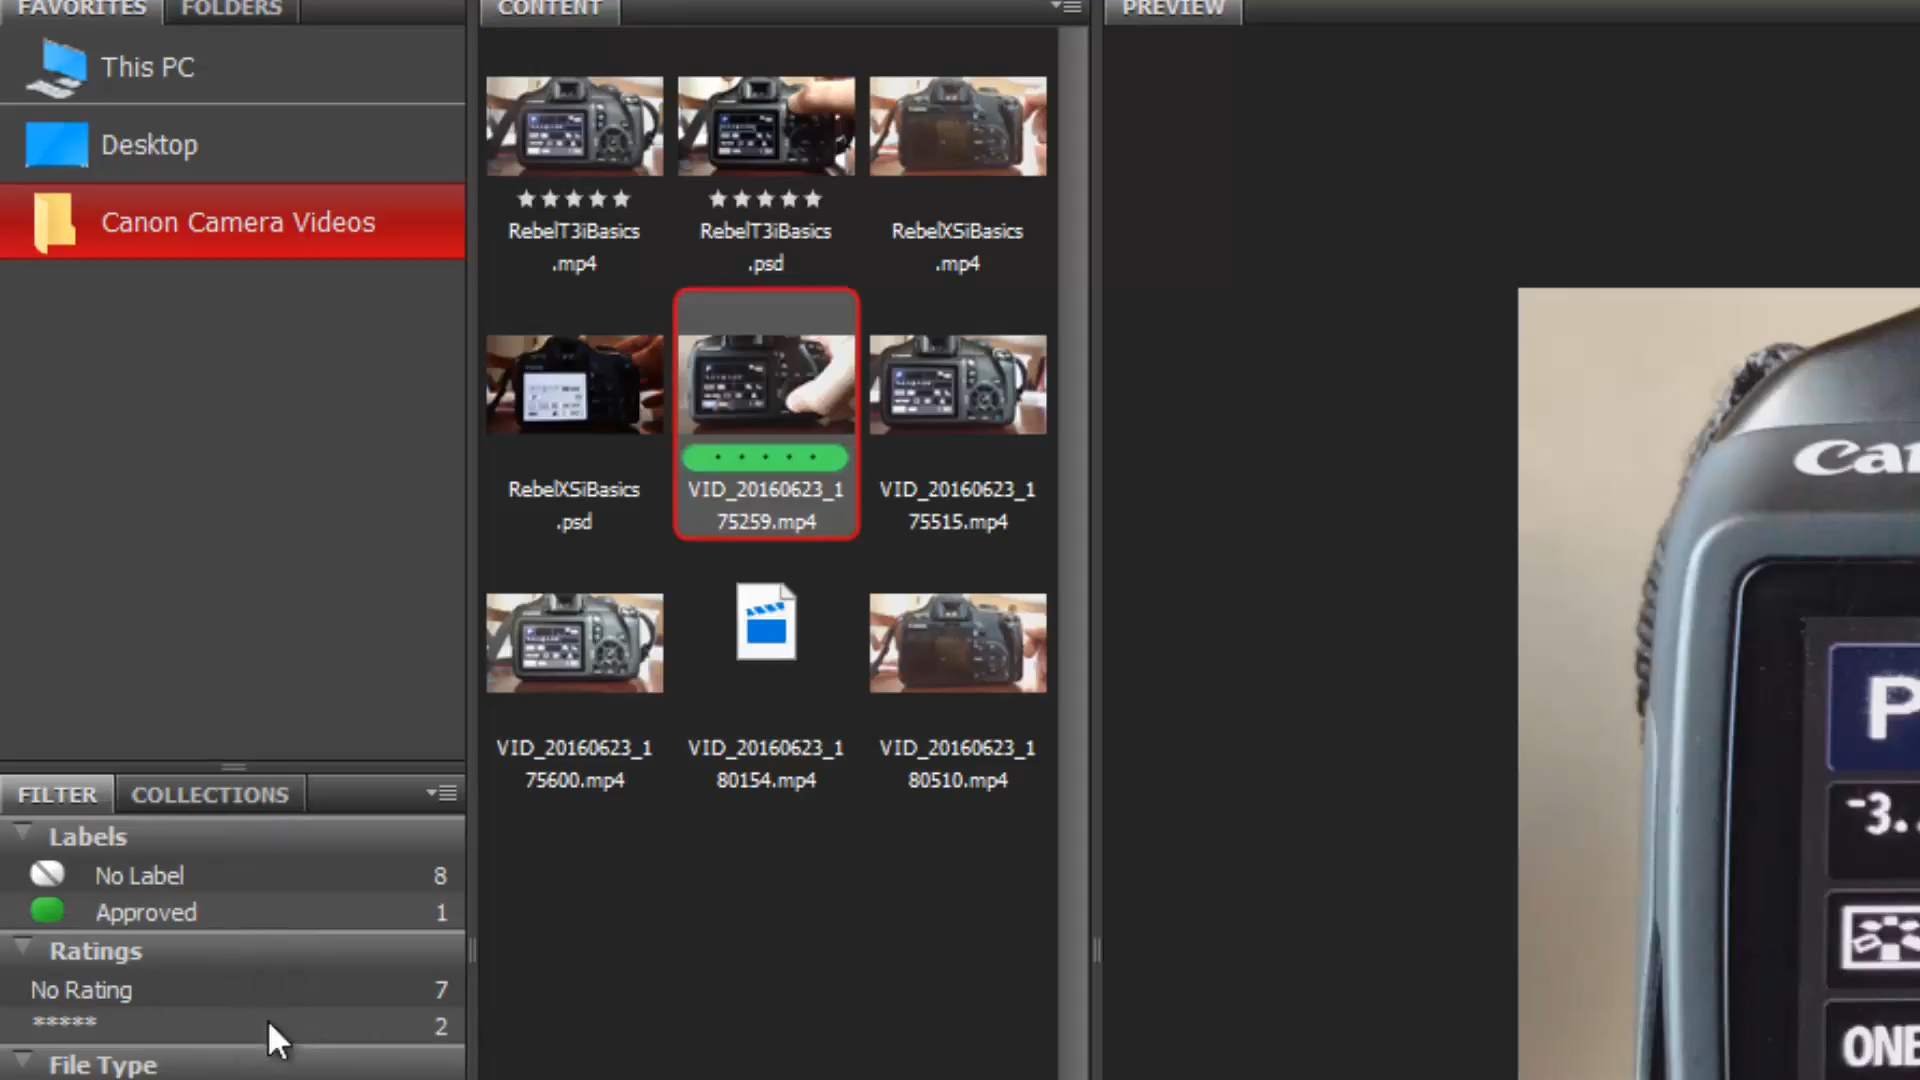 FAVORITES
FOLDERS
CONTENT
PREVIEW
This PC
Desktop
Canon Camera Videos
RebelT3iBasics
.mp4
RebelT3iBasics
.psd
RebelXSiBasics
.mp4
RebelXSiBasics
.psd
VID_20160623_1
75259.mp4
VID_20160623_1
75515.mp4
VID_20160623_1
75600.mp4
VID_20160623_1
80154.mp4
VID_20160623_1
80510.mp4
FILTER
COLLECTIONS
Labels
No Label 8
Approved 1
Ratings
No Rating 7
***** 2
File Type
Can
P
-3..
ONE